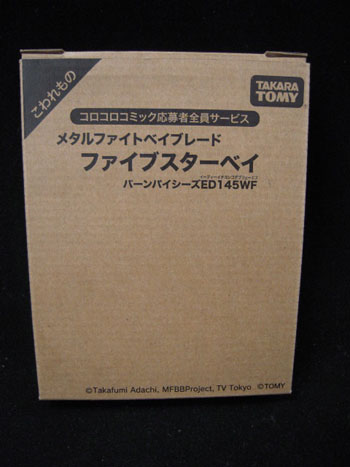 こわれもの
TAKARA
TOMY
コロコロコミック応募者全員サービス
メタルファイトベイブレード
ファイブスターベイ
バーンパイシーズED145WF
©Takafumi Adachi, MFBBProject, TV Tokyo ©TOMY